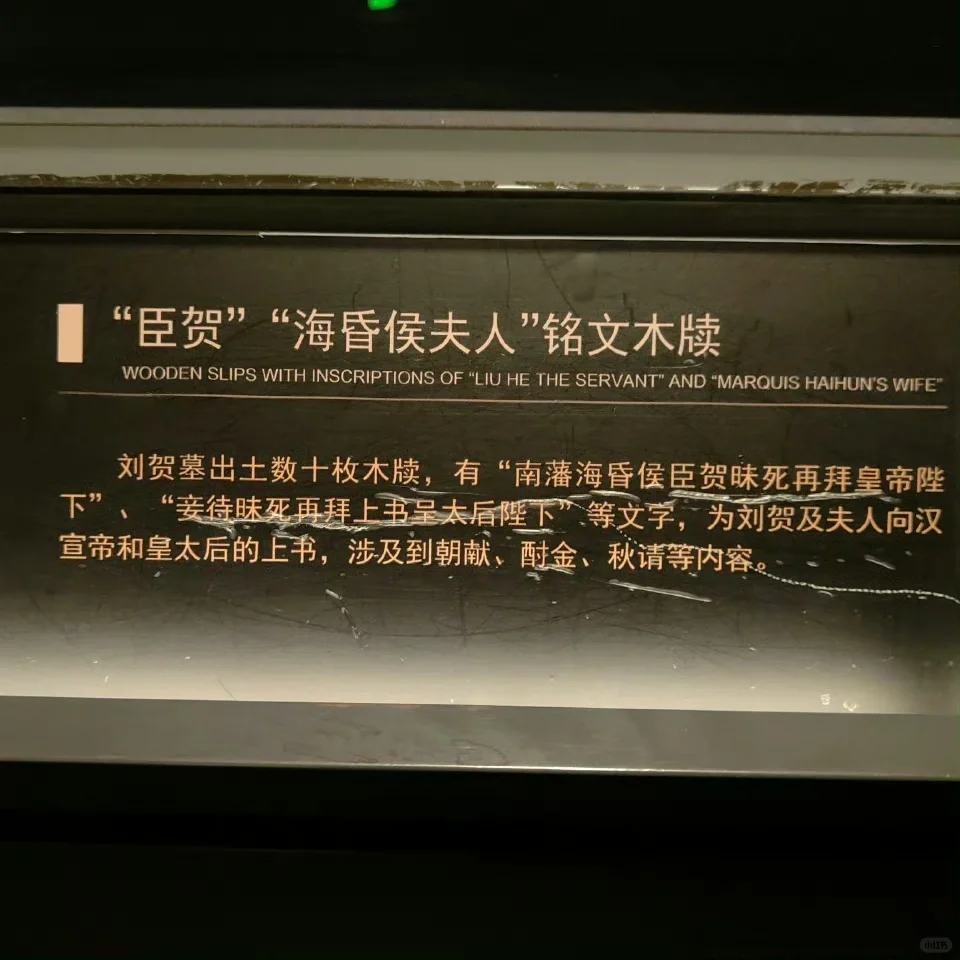 “臣贺” “海昏侯夫人”铭文木牍
WOODEN SLIPS WITH INSCRIPTIONS OF “LIU HE THE SERVANT” AND “MARQUIS HAIHUN'S WIFE”
刘贺墓出土数十枚木牍，有“南藩海昏侯臣贺昧死再拜皇帝陛
下”、“妾待昧死再拜上书呈太后陛下”等文字，为刘贺及夫人向汉
宣帝和皇太后的上书，涉及到朝献、酎金、秋请等内容。
小红书